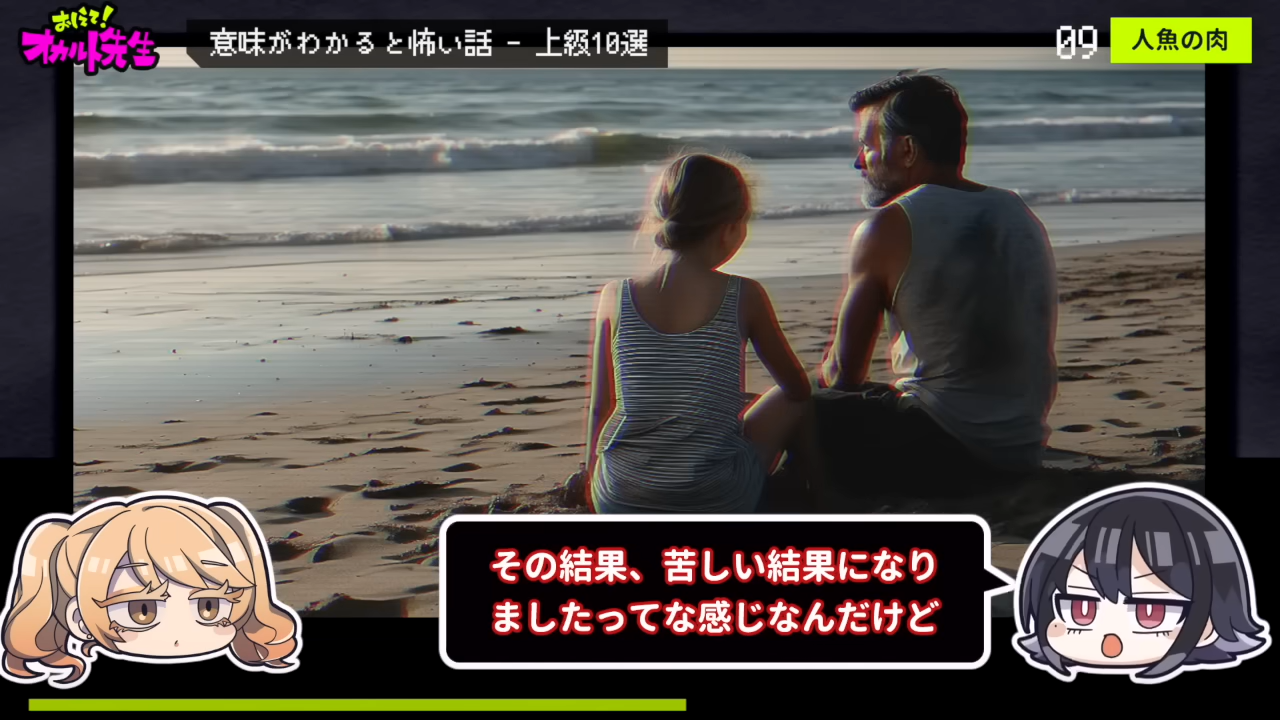 おしえて!
オカルト先生
意味がわかると怖い話 - 上級10選
09
人魚の肉
その結果、苦しい結果になり
ましたってな感じなんだけど